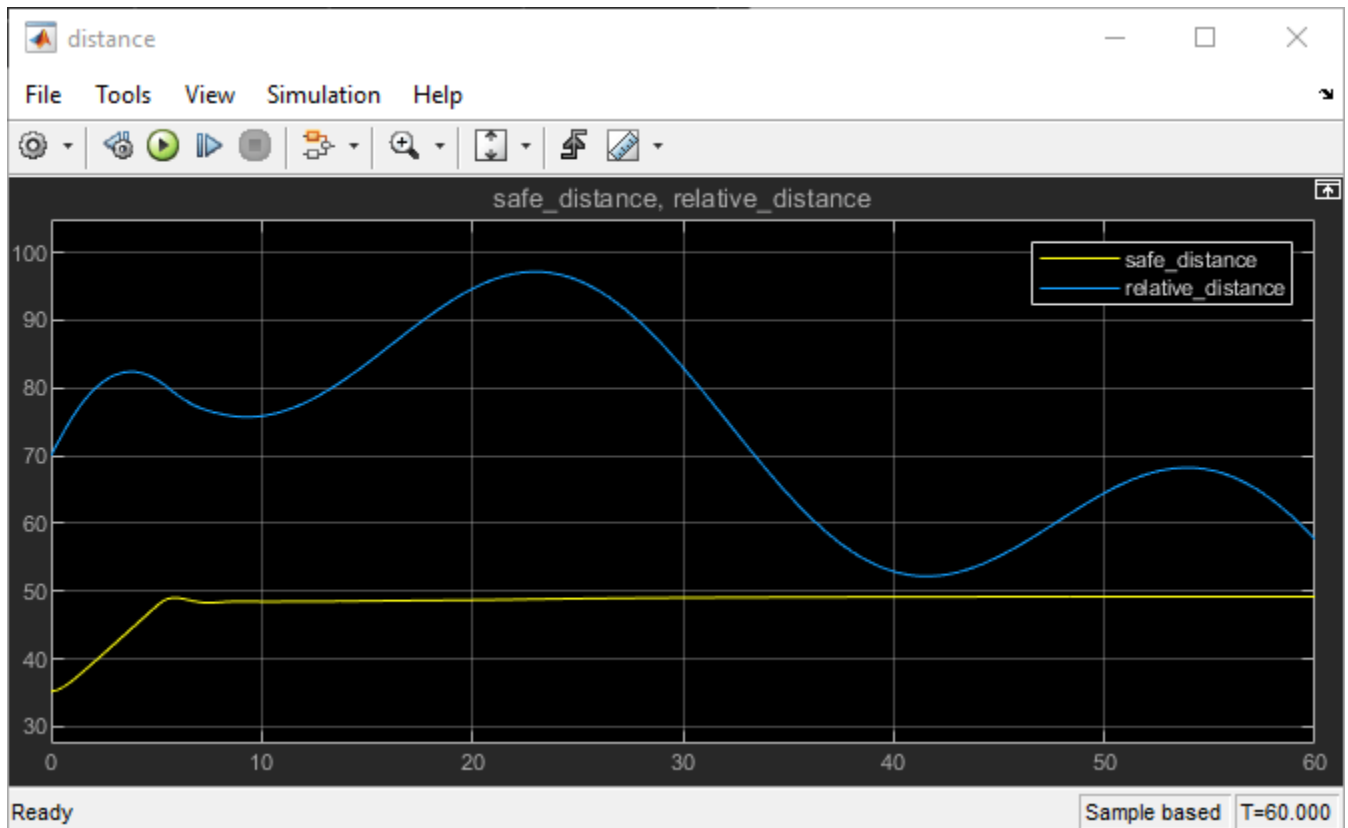 distance
File Tools View Simulation Help
safe_distance, relative_distance
safe_distance
relative_distance
100
90
80
70
60
50
40
30
0 10 20 30 40 50 60
Ready Sample based T=60.000